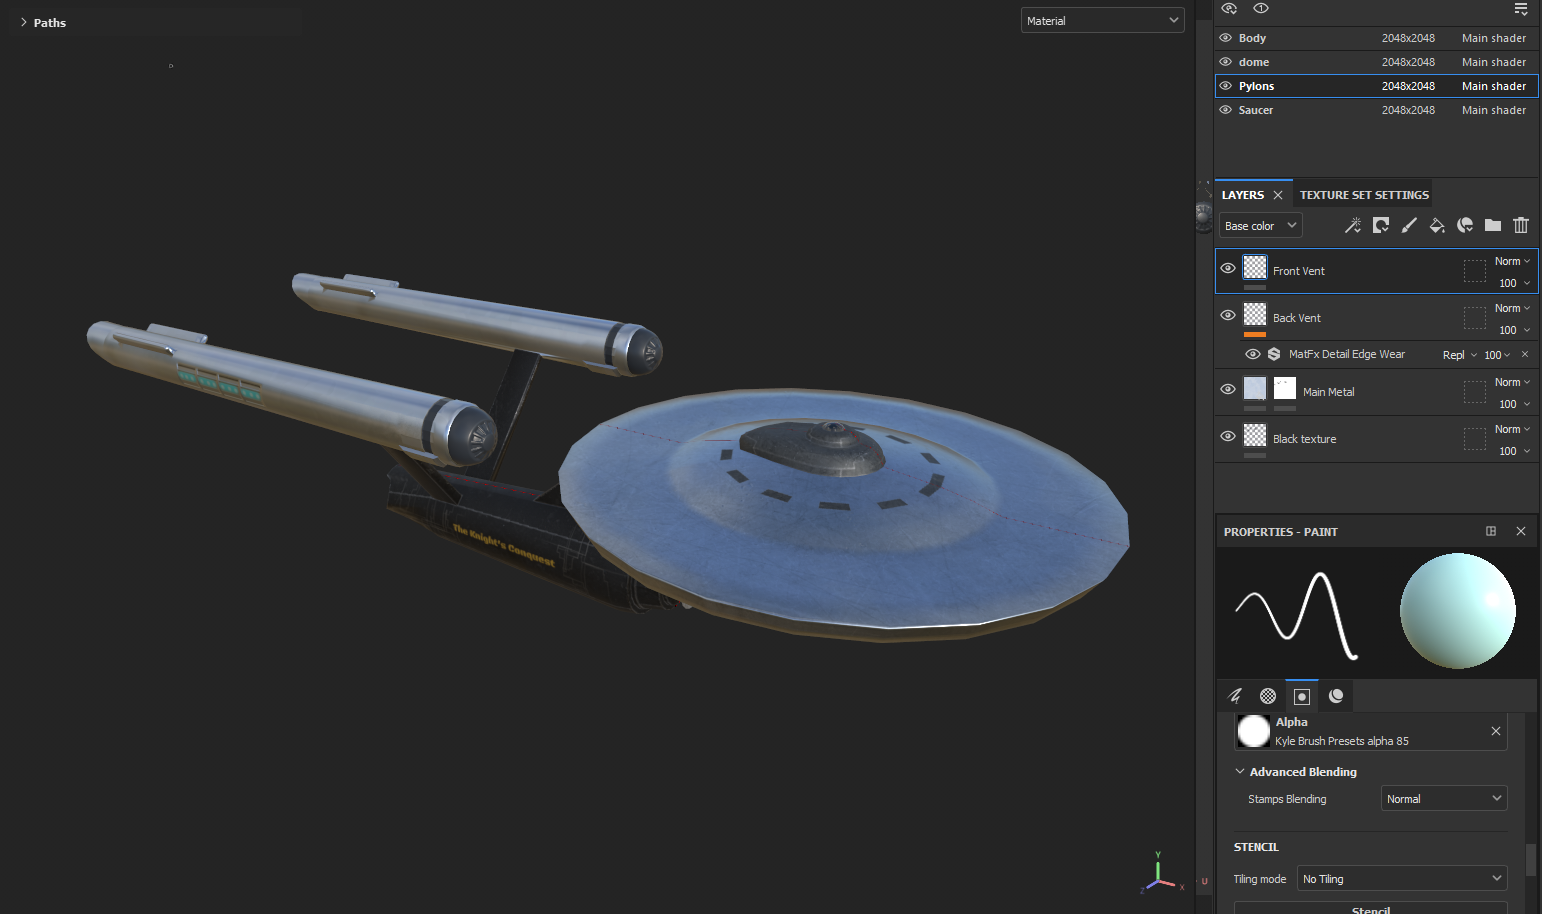 Paths
Material
Body 2048x2048 Main shader
dome 2048x2048 Main shader
Pylons 2048x2048 Main shader
Saucer 2048x2048 Main shader
LAYERS TEXTURE SET SETTINGS
Base color
Front Vent Norm 100
Back Vent Norm 100
MatFx Detail Edge Wear Repl 100
Main Metal Norm 100
Black texture Norm 100
The Knight's Conquest
PROPERTIES - PAINT
Alpha
Kyle Brush Presets alpha 85
Advanced Blending
Stamps Blending Normal
STENCIL
Tiling mode No Tiling
Stencil
Y
X
Z
U